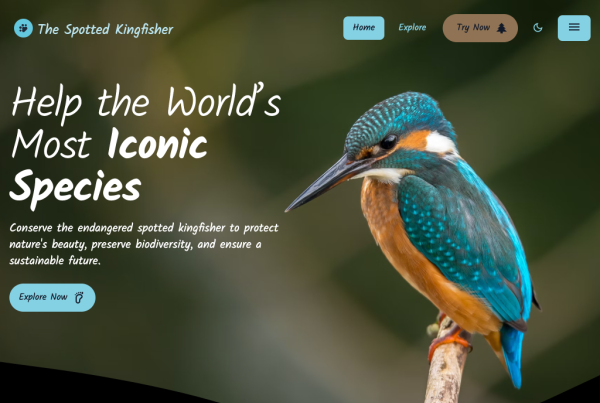 The Spotted Kingfisher
Home
Explore
Try Now
Help the World's
Most Iconic
Species
Conserve the endangered spotted kingfisher to protect
nature's beauty, preserve biodiversity, and ensure a
sustainable future.
Explore Now